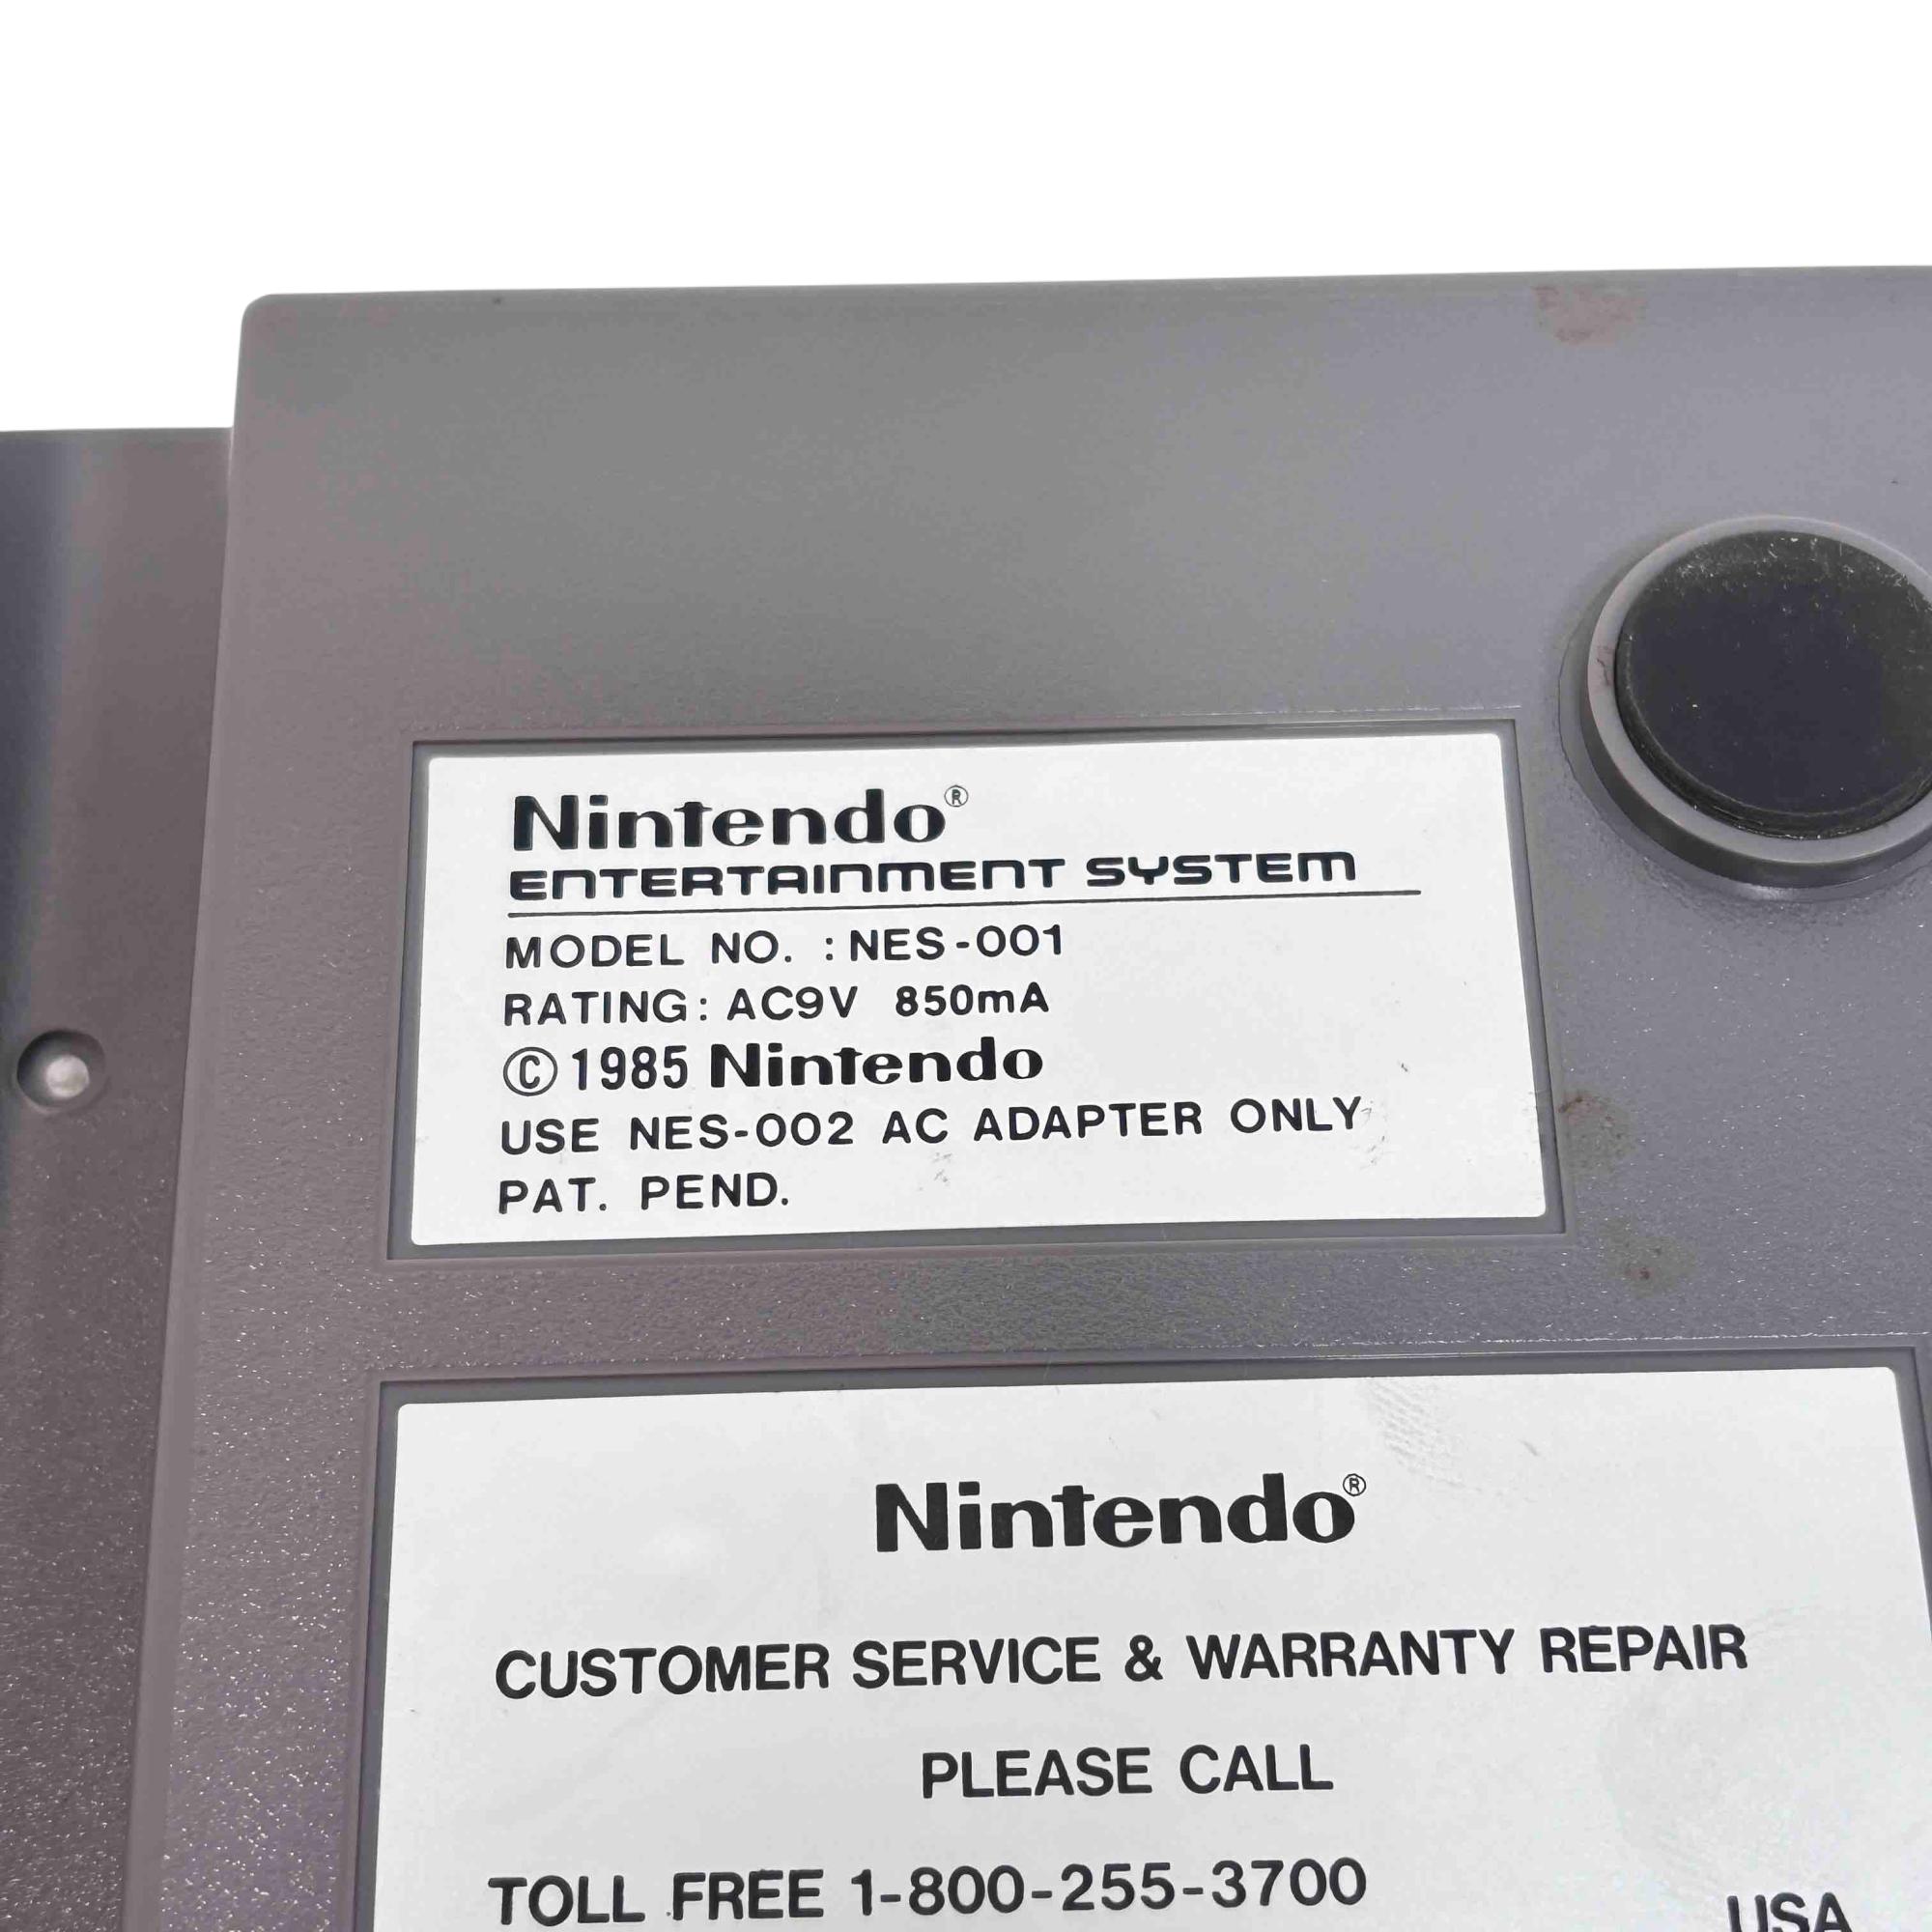 Nintendo®
ENTERTAINMENT SYSTEM
MODEL NO. : NES-001
RATING: AC9V 850mA
©1985 Nintendo
USE NES-002 AC ADAPTER ONLY
PAT. PEND.
Nintendo®
CUSTOMER SERVICE & WARRANTY REPAIR
PLEASE CALL
TOLL FREE 1-800-255-3700 USA